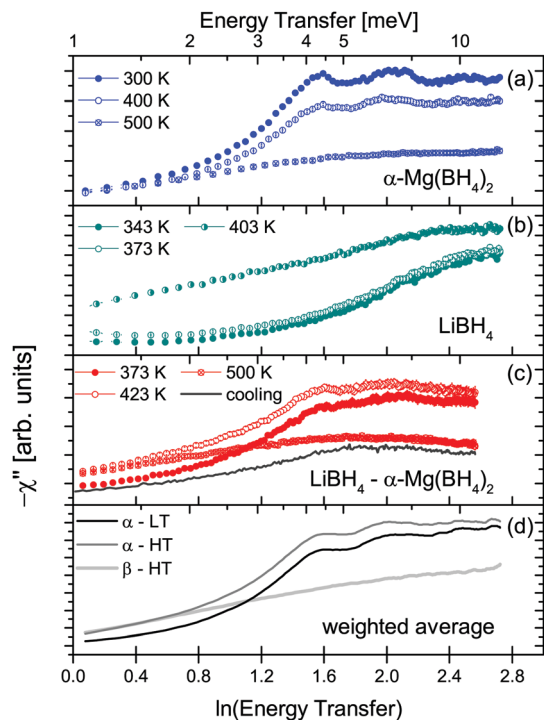 Energy Transfer [meV]
1 2 3 4 5 10
300 K
400 K
500 K
(a)
α-Mg(BH₄)₂
343 K 403 K
373 K
(b)
LiBH₄
373 K 500 K
423 K cooling
(c)
LiBH₄ - α-Mg(BH₄)₂
α - LT
α - HT
β - HT
(d)
weighted average
−χ" [arb. units]
0.0 0.4 0.8 1.2 1.6 2.0 2.4 2.8
ln(Energy Transfer)